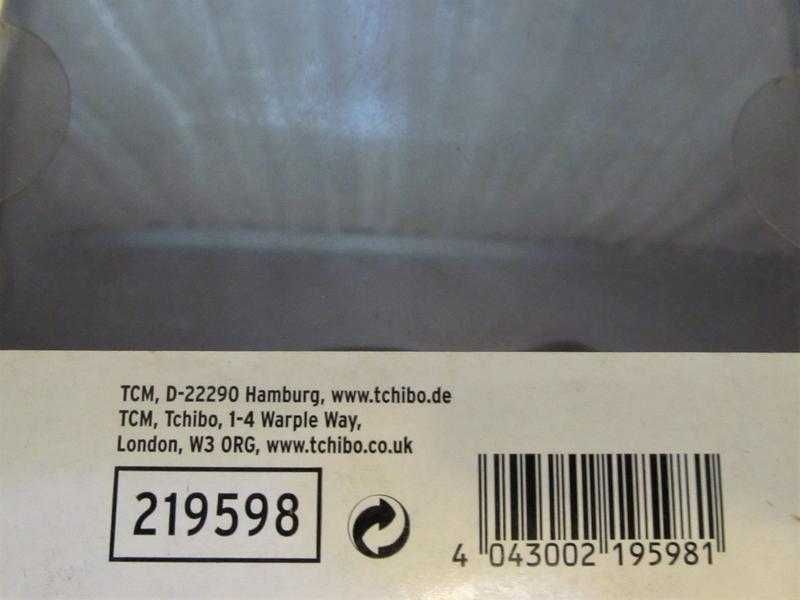 TCM, D-22290 Hamburg, www.tchibo.de
TCM, Tchibo, 1-4 Warple Way,
London, W3 0RG, www.tchibo.co.uk
219598
4 043002 195981